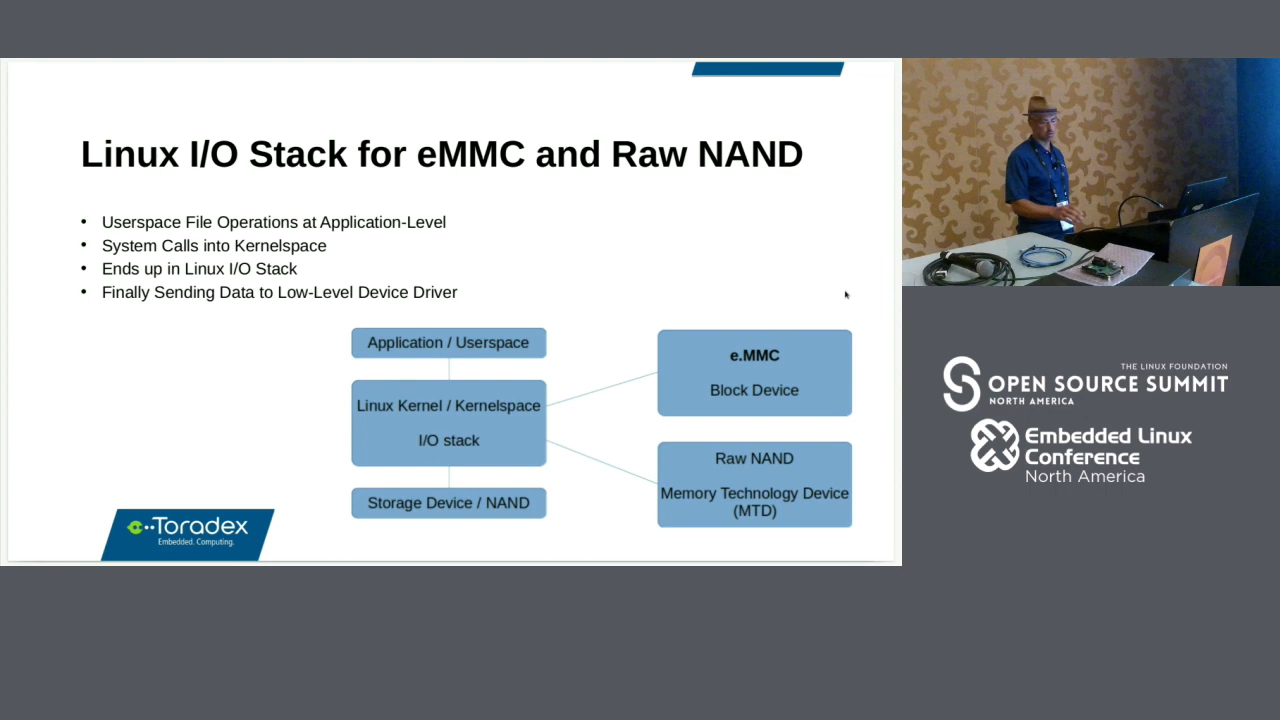 Linux I/O Stack for eMMC and Raw NAND
• Userspace File Operations at Application-Level
• System Calls into Kernelspace
• Ends up in Linux I/O Stack
• Finally Sending Data to Low-Level Device Driver
Application / Userspace
Linux Kernel / Kernelspace
I/O stack
Storage Device / NAND
e.MMC
Block Device
Raw NAND
Memory Technology Device
(MTD)
Toradex
Embedded. Computing.
THE LINUX FOUNDATION
OPEN SOURCE SUMMIT
NORTH AMERICA
Embedded Linux
Conference
North America